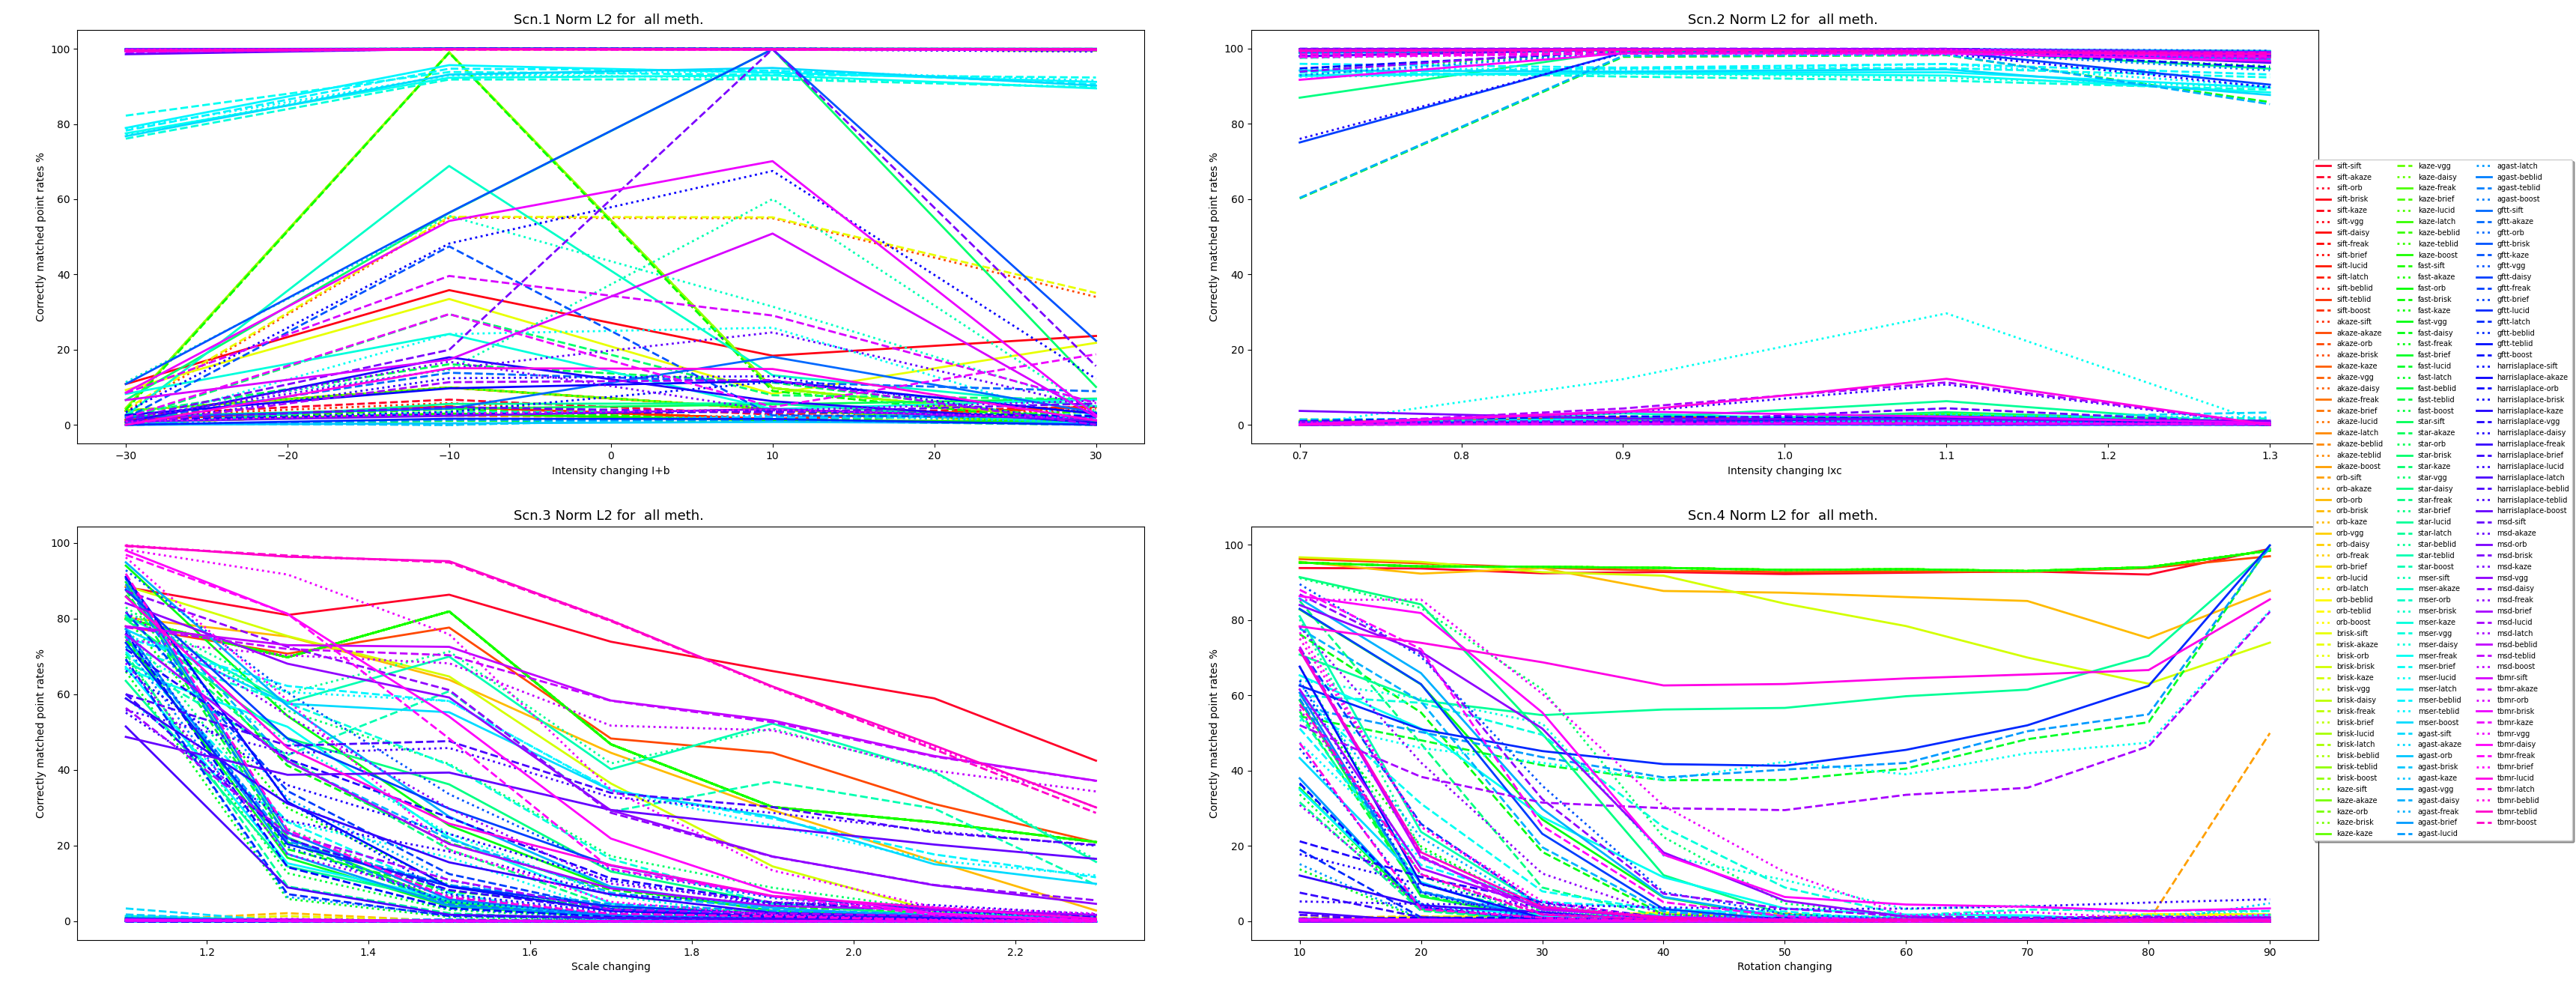 Scn.1 Norm L2 for all meth.
Correctly matched point rates %
100
80
60
40
20
0
−30
−20
−10
0
10
20
30
Intensity changing I+b
Scn.2 Norm L2 for all meth.
Correctly matched point rates %
100
80
60
40
20
0
0.7
0.8
0.9
1.0
1.1
1.2
1.3
Intensity changing Ixc
Scn.3 Norm L2 for all meth.
Correctly matched point rates %
100
80
60
40
20
0
1.2
1.4
1.6
1.8
2.0
2.2
Scale changing
Scn.4 Norm L2 for all meth.
Correctly matched point rates %
100
80
60
40
20
0
10
20
30
40
50
60
70
80
90
Rotation changing
sift-sift
sift-akaze
sift-orb
sift-brisk
sift-kaze
sift-vgg
sift-daisy
sift-freak
sift-brief
sift-lucid
sift-latch
sift-beblid
sift-teblid
sift-boost
akaze-sift
akaze-akaze
akaze-orb
akaze-brisk
akaze-kaze
akaze-vgg
akaze-daisy
akaze-freak
akaze-brief
akaze-lucid
akaze-latch
akaze-beblid
akaze-teblid
akaze-boost
orb-sift
orb-akaze
orb-orb
orb-brisk
orb-kaze
orb-vgg
orb-daisy
orb-freak
orb-brief
orb-lucid
orb-latch
orb-beblid
orb-teblid
orb-boost
brisk-sift
brisk-akaze
brisk-orb
brisk-brisk
brisk-kaze
brisk-vgg
brisk-daisy
brisk-freak
brisk-brief
brisk-lucid
brisk-latch
brisk-beblid
brisk-teblid
brisk-boost
kaze-sift
kaze-akaze
kaze-orb
kaze-brisk
kaze-kaze
kaze-vgg
kaze-daisy
kaze-freak
kaze-brief
kaze-lucid
kaze-latch
kaze-beblid
kaze-teblid
kaze-boost
fast-sift
fast-akaze
fast-orb
fast-brisk
fast-kaze
fast-vgg
fast-daisy
fast-freak
fast-brief
fast-lucid
fast-latch
fast-beblid
fast-teblid
fast-boost
star-sift
star-akaze
star-orb
star-brisk
star-kaze
star-vgg
star-daisy
star-freak
star-brief
star-lucid
star-latch
star-beblid
star-teblid
star-boost
mser-sift
mser-akaze
mser-orb
mser-brisk
mser-kaze
mser-vgg
mser-daisy
mser-freak
mser-brief
mser-lucid
mser-latch
mser-beblid
mser-teblid
mser-boost
agast-sift
agast-akaze
agast-orb
agast-brisk
agast-kaze
agast-vgg
agast-daisy
agast-freak
agast-brief
agast-lucid
agast-latch
agast-beblid
agast-teblid
agast-boost
gftt-sift
gftt-akaze
gftt-orb
gftt-brisk
gftt-kaze
gftt-vgg
gftt-daisy
gftt-freak
gftt-brief
gftt-lucid
gftt-latch
gftt-beblid
gftt-teblid
gftt-boost
harrislaplace-sift
harrislaplace-akaze
harrislaplace-orb
harrislaplace-brisk
harrislaplace-kaze
harrislaplace-vgg
harrislaplace-daisy
harrislaplace-freak
harrislaplace-brief
harrislaplace-lucid
harrislaplace-latch
harrislaplace-beblid
harrislaplace-teblid
harrislaplace-boost
msd-sift
msd-akaze
msd-orb
msd-brisk
msd-kaze
msd-vgg
msd-daisy
msd-freak
msd-brief
msd-lucid
msd-latch
msd-beblid
msd-teblid
msd-boost
tbmr-sift
tbmr-akaze
tbmr-orb
tbmr-brisk
tbmr-kaze
tbmr-vgg
tbmr-daisy
tbmr-freak
tbmr-brief
tbmr-lucid
tbmr-latch
tbmr-beblid
tbmr-teblid
tbmr-boost